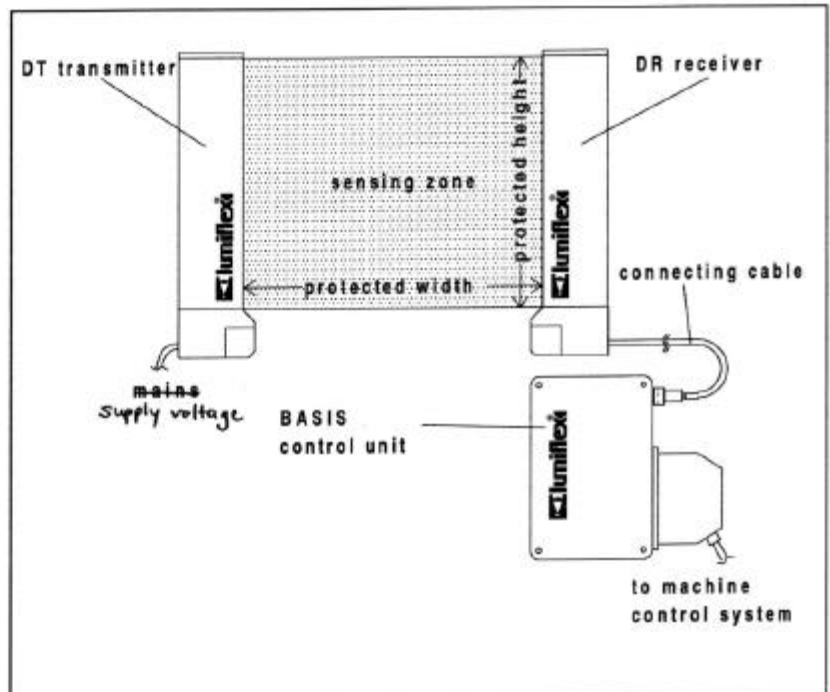 DT transmitter
DR receiver
protected height
sensing zone
lumiflex
lumiflex
protected width
connecting cable
mains
supply voltage
BASIS
control unit
lumiflex
to machine
control system